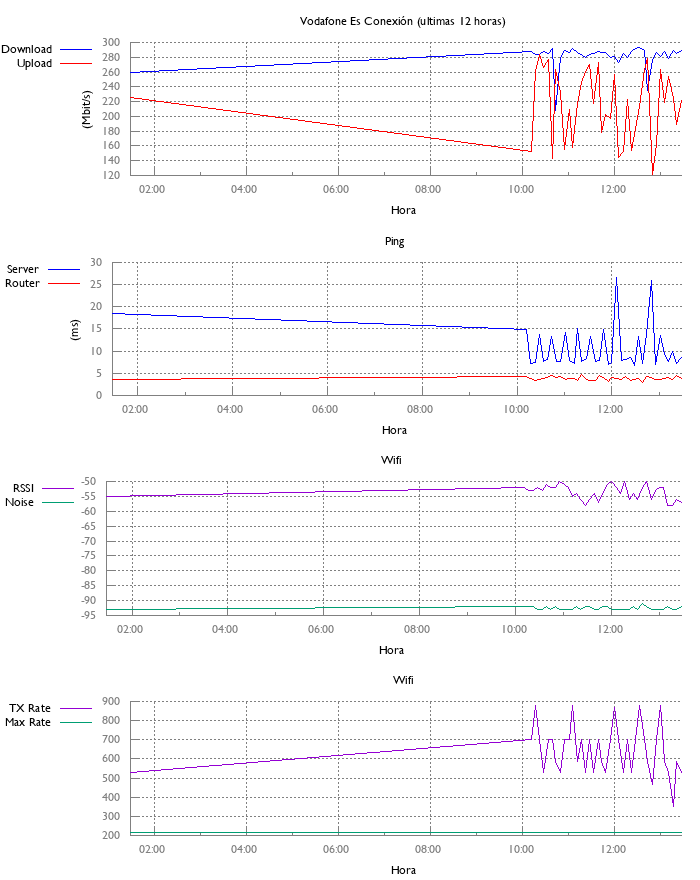 Vodafone Es Conexión (ultimas 12 horas)
Download
Upload
(Mbit/s)
300
280
260
240
220
200
180
160
140
120
02:00 04:00 06:00 08:00 10:00 12:00
Hora
Ping
Server
Router
(ms)
30
25
20
15
10
5
0
02:00 04:00 06:00 08:00 10:00 12:00
Hora
Wifi
RSSI
Noise
-50
-55
-60
-65
-70
-75
-80
-85
-90
-95
02:00 04:00 06:00 08:00 10:00 12:00
Hora
Wifi
TX Rate
Max Rate
900
800
700
600
500
400
300
200
02:00 04:00 06:00 08:00 10:00 12:00
Hora